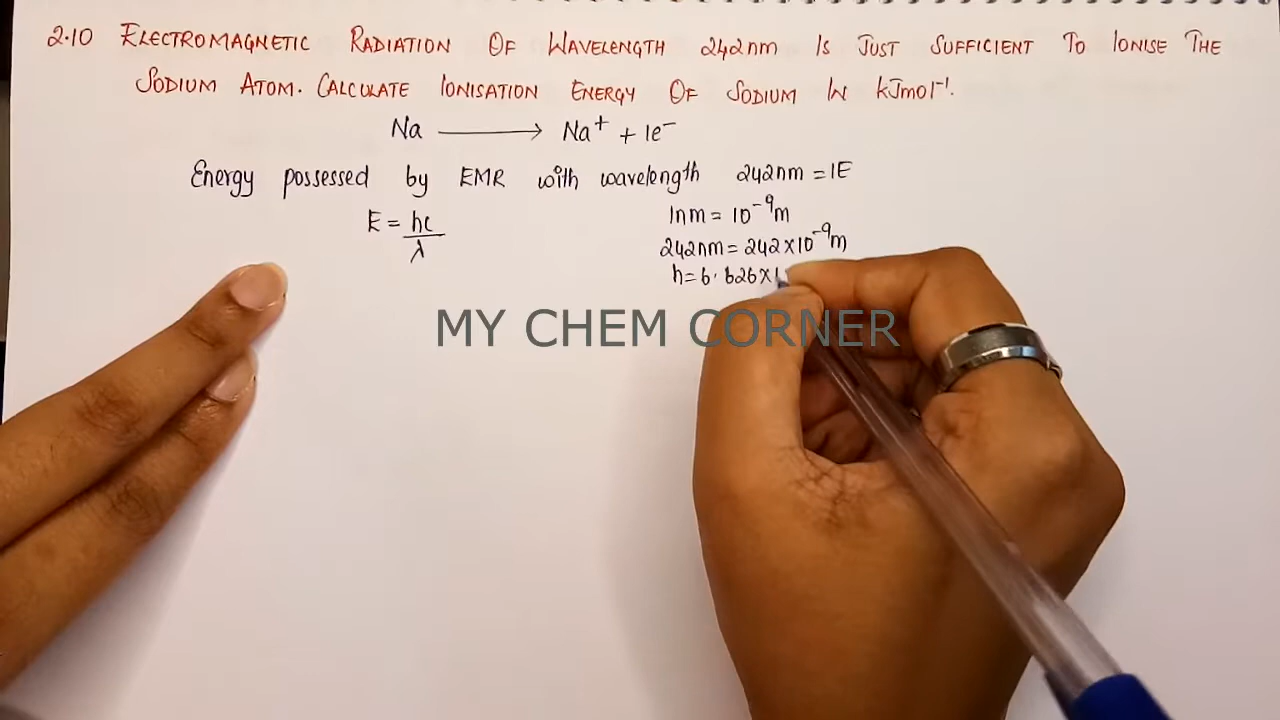 2.10 ELECTROMAGNETIC RADIATION OF WAVELENGTH 242nm IS JUST SUFFICIENT TO IONISE THE
SODIUM ATOM. CALCULATE IONISATION ENERGY OF SODIUM IN kJmol⁻¹.
Na ⟶ Na⁺ + 1e⁻
Energy possessed by EMR with wavelength 242nm = IE
E = hc/λ
1nm = 10⁻⁹m
242nm = 242×10⁻⁹m
h=6.626×1
MY CHEM CORNER